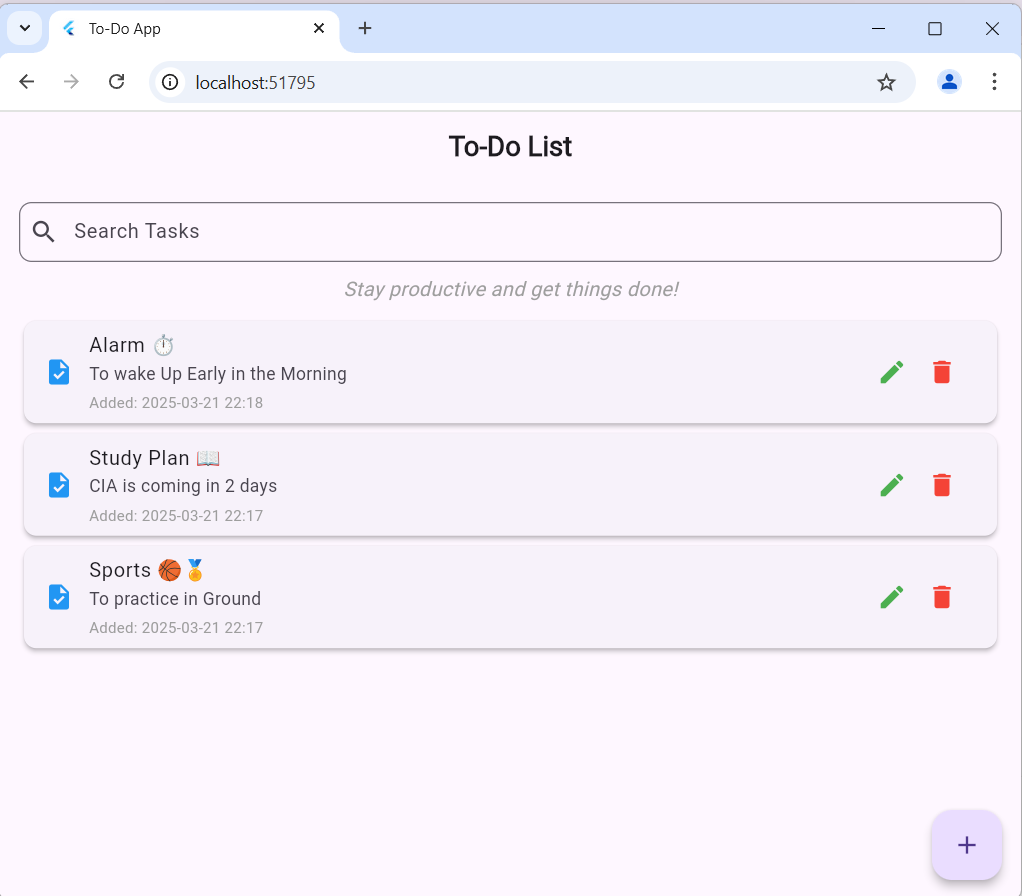 To-Do App
localhost:51795
To-Do List
Search Tasks
Stay productive and get things done!
Alarm ⏱️
To wake Up Early in the Morning
Added: 2025-03-21 22:18
Study Plan 📖
CIA is coming in 2 days
Added: 2025-03-21 22:17
Sports 🏀🏅
To practice in Ground
Added: 2025-03-21 22:17